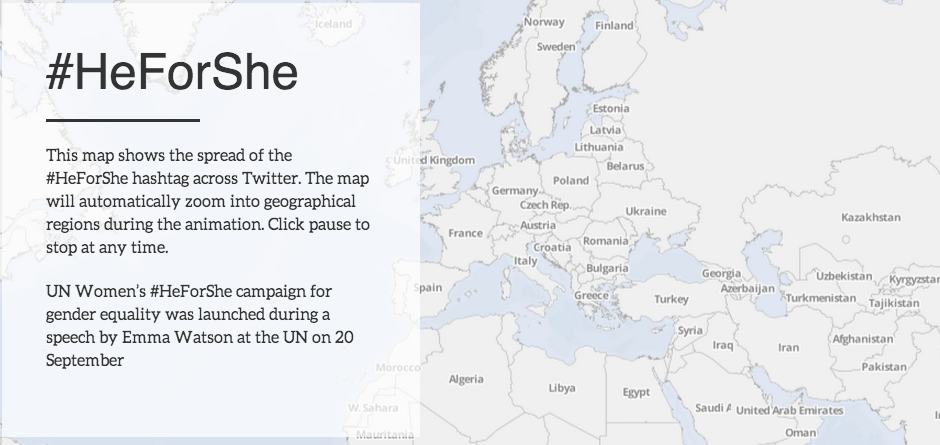 #HeForShe
This map shows the spread of the
#HeForShe hashtag across Twitter. The map
will automatically zoom into geographical
regions during the animation. Click pause to
stop at any time.
UN Women’s #HeForShe campaign for
gender equality was launched during a
speech by Emma Watson at the UN on 20
September
Iceland
Norway
Finland
Sweden
Estonia
Latvia
Lithuania
United Kingdom
Belarus
Poland
Germany
Czech Rep.
Ukraine
Kazakhstan
Austria
France
Croatia
Romania
Italy
Bulgaria
Georgia
Uzbekistan
Kyrgyzstan
Spain
Greece
Turkey
Azerbaijan
Turkmenistan
Tajikistan
Syria
Iraq
Iran
Afghanistan
Pakistan
Morocco
Algeria
Libya
Egypt
W. Sahara
Saudi A
United Arab Emirates
Mauritania
Oman